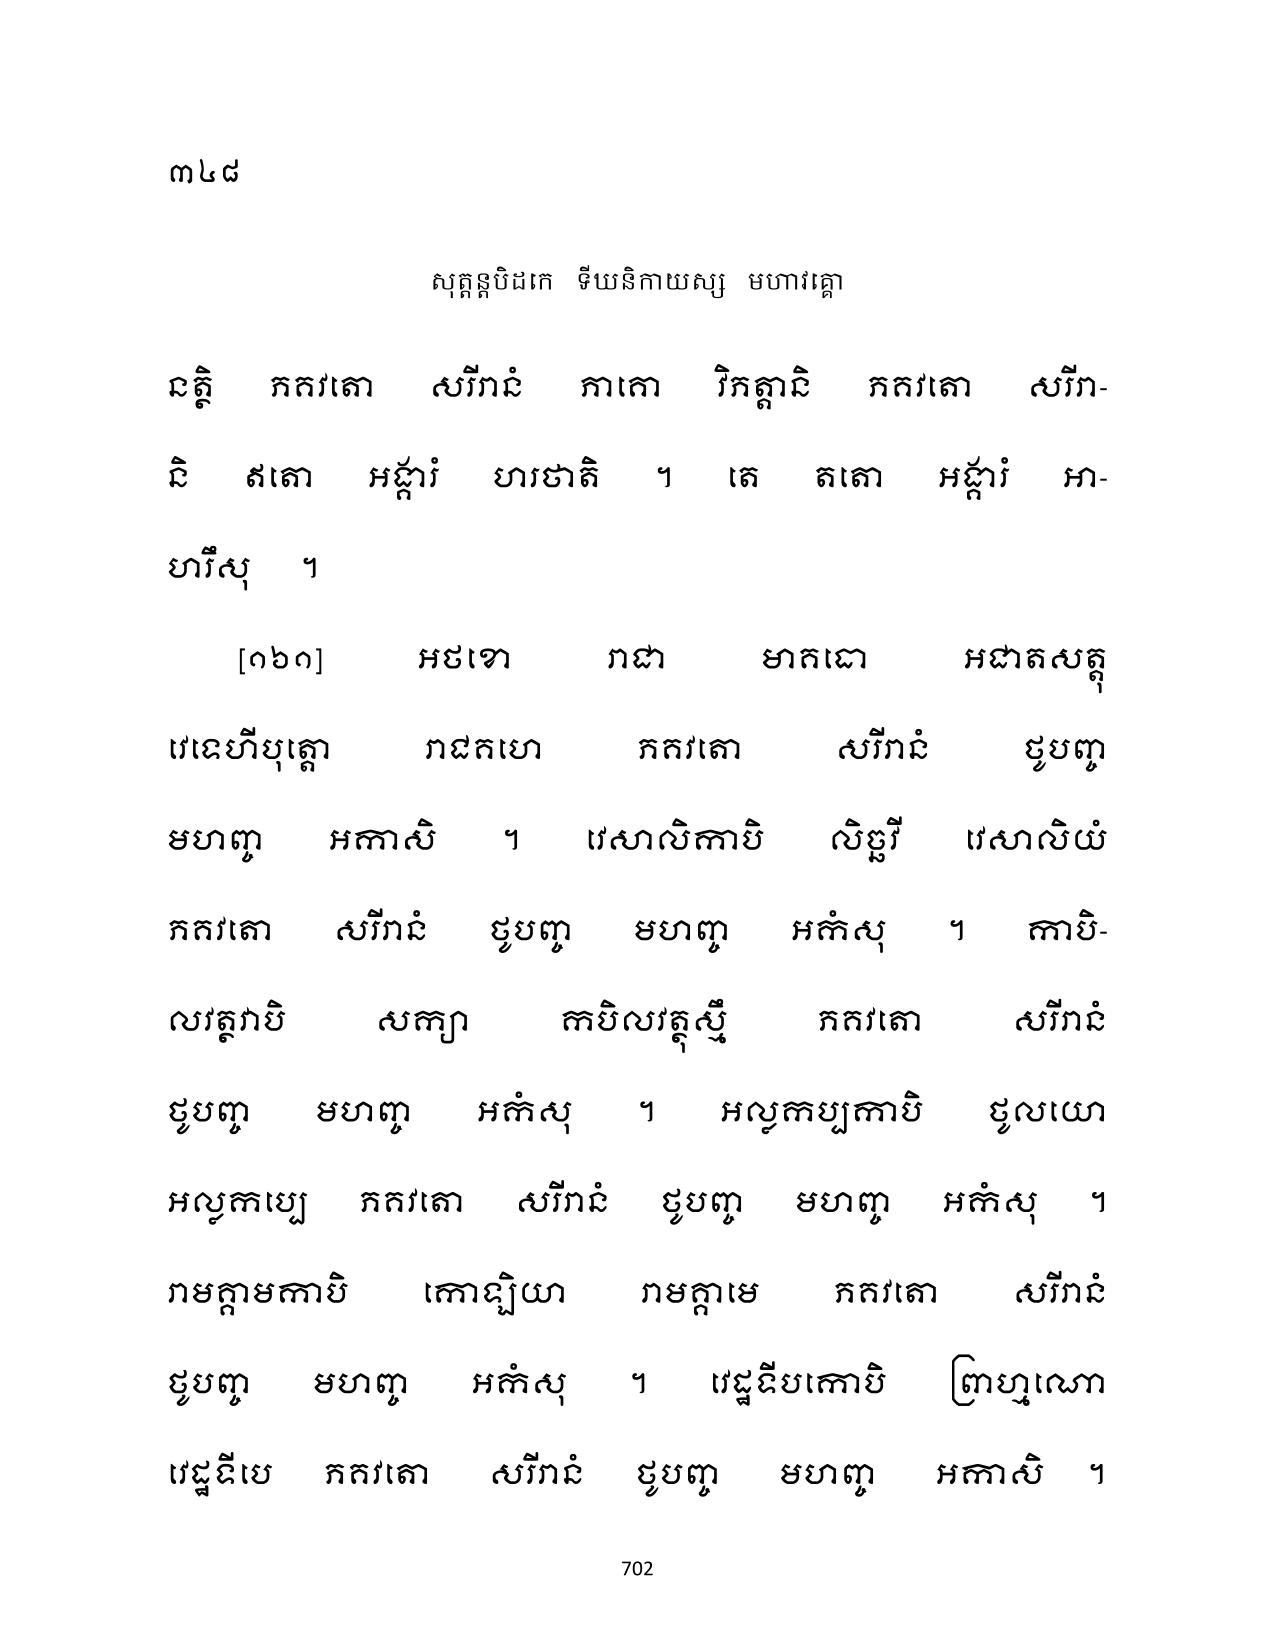 ៣៤៨
សុត្តន្តបិដកេ ទីឃនិកាយស្ស មហាវគ្គោ
នត្ថិ ភគវតោ សរីរានំ ភាគោ វិភត្តានិ ភគវតោ សរីរា-
និ ឥតោ អង្គារំ ហរថាតិ ។ តេ តតោ អង្គារំ អា-
ហរឹសុ ។
[១៦១] អថខោ រាជា មាគធោ អជាតសត្តុ
វេទេហីបុត្តោ រាជគហេ ភគវតោ សរីរានំ ថូបញ្ច
មហញ្ច អកាសិ ។ វេសាលិកាបិ លិច្ឆវី វេសាលិយំ
ភគវតោ សរីរានំ ថូបញ្ច មហញ្ច អកំសុ ។ កាបិ-
លវត្ថវាបិ សក្យា កបិលវត្ថុស្មឹ ភគវតោ សរីរានំ
ថូបញ្ច មហញ្ច អកំសុ ។ អល្លកប្បកាបិ ថូលយោ
អល្លកប្បេ ភគវតោ សរីរានំ ថូបញ្ច មហញ្ច អកំសុ ។
រាមគ្គាមកាបិ កោឡិយា រាមគ្គាមេ ភគវតោ សរីរានំ
ថូបញ្ច មហញ្ច អកំសុ ។ វេដ្ឋទីបកោបិ ព្រាហ្មណោ
វេដ្ឋទីបេ ភគវតោ សរីរានំ ថូបញ្ច មហញ្ច អកាសិ ។
702